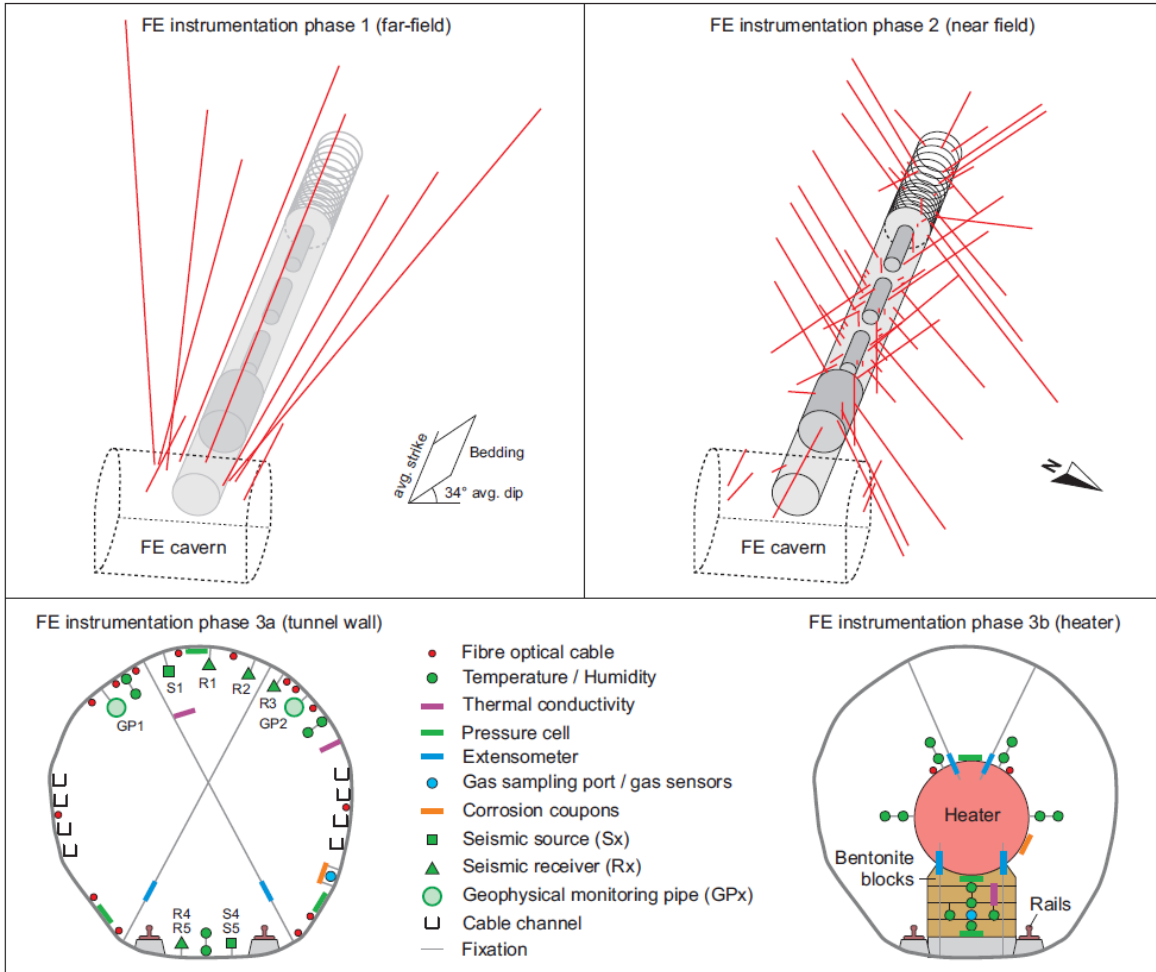 FE instrumentation phase 1 (far-field)
avg. strike
Bedding
34° avg. dip
FE cavern
FE instrumentation phase 2 (near field)
N
FE cavern
FE instrumentation phase 3a (tunnel wall)
S1
R1
R2
R3
GP1
GP2
R4
R5
S4
S5
Fibre optical cable
Temperature / Humidity
Thermal conductivity
Pressure cell
Extensometer
Gas sampling port / gas sensors
Corrosion coupons
Seismic source (Sx)
Seismic receiver (Rx)
Geophysical monitoring pipe (GPx)
Cable channel
Fixation
FE instrumentation phase 3b (heater)
Heater
Bentonite
blocks
Rails